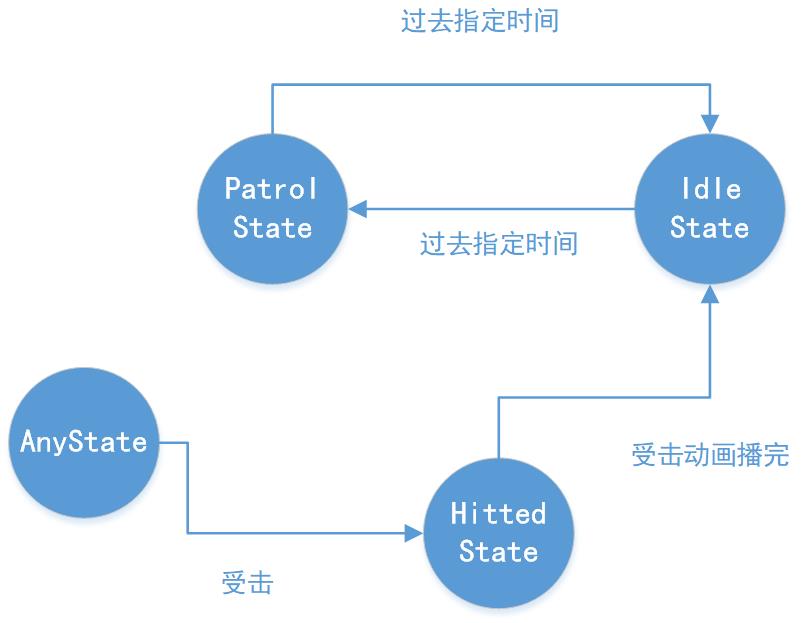 过去指定时间
Patrol
State
Idle
State
过去指定时间
AnyState
受击动画播完
Hitted
State
受击